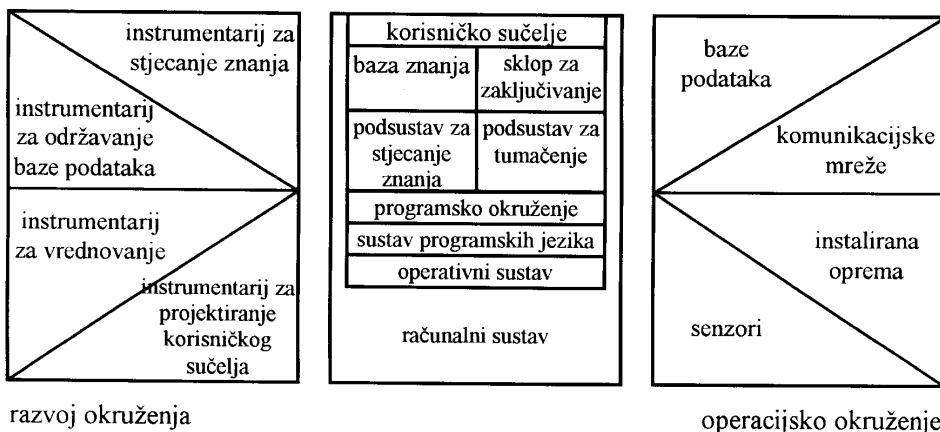 instrumentarij za
stjecanje znanja
instrumentarij
za održavanje
baze podataka
instrumentarij
za vrednovanje
instrumentarij za
projektiranje
korisničkog
sučelja
razvoj okruženja
korisničko sučelje
baza znanja
sklop za
zaključivanje
podsustav za
stjecanje
znanja
podsustav za
tumačenje
programsko okruženje
sustav programskih jezika
operativni sustav
računalni sustav
baze
podataka
komunikacijske
mreže
instalirana
oprema
senzori
operacijsko okruženje